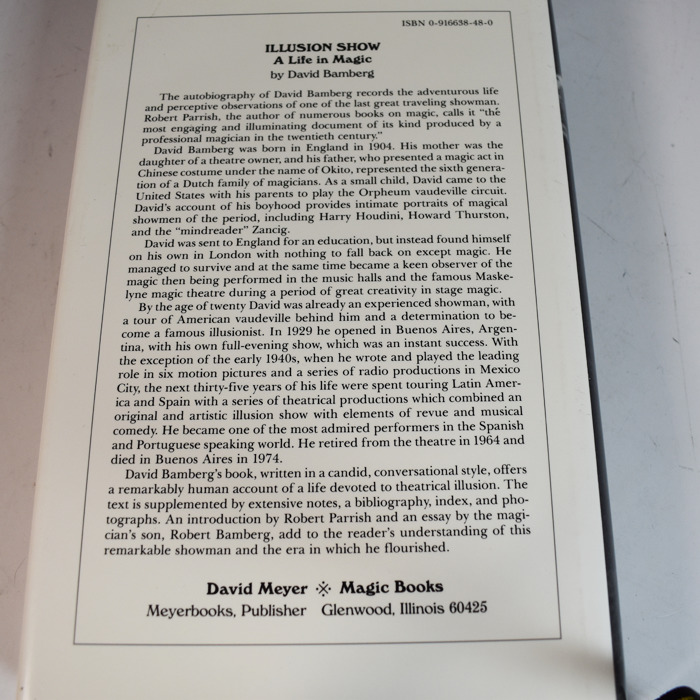 ISBN 0-916638-48-0
ILLUSION SHOW
A Life in Magic
by David Bamberg
The autobiography of David Bamberg records the adventurous life
and perceptive observations of one of the last great traveling showman.
Robert Parrish, the author of numerous books on magic, calls it "the
most engaging and illuminating document of its kind produced by a
professional magician in the twentieth century."
David Bamberg was born in England in 1904. His mother was the
daughter of a theatre owner, and his father, who presented a magic act in
Chinese costume under the name of Okito, represented the sixth genera-
tion of a Dutch family of magicians. As a small child, David came to the
United States with his parents to play the Orpheum vaudeville circuit.
David's account of his boyhood provides intimate portraits of magical
showmen of the period, including Harry Houdini, Howard Thurston,
and the "mindreader" Zancig.
David was sent to England for an education, but instead found himself
on his own in London with nothing to fall back on except magic. He
managed to survive and at the same time became a keen observer of the
magic then being performed in the music halls and the famous Maske-
lyne magic theatre during a period of great creativity in stage magic.
By the age of twenty David was already an experienced showman, with
a tour of American vaudeville behind him and a determination to be-
come a famous illusionist. In 1929 he opened in Buenos Aires, Argen-
tina, with his own full-evening show, which was an instant success. With
the exception of the early 1940s, when he wrote and played the leading
role in six motion pictures and a series of radio productions in Mexico
City, the next thirty-five years of his life were spent touring Latin Amer-
ica and Spain with a series of theatrical productions which combined an
original and artistic illusion show with elements of revue and musical
comedy. He became one of the most admired performers in the Spanish
and Portuguese speaking world. He retired from the theatre in 1964 and
died in Buenos Aires in 1974.
David Bamberg's book, written in a candid, conversational style, offers
a remarkably human account of a life devoted to theatrical illusion. The
text is supplemented by extensive notes, a bibliography, index, and pho-
tographs. An introduction by Robert Parrish and an essay by the magi-
cian's son, Robert Bamberg, add to the reader's understanding of this
remarkable showman and the era in which he flourished.
David Meyer ※ Magic Books
Meyerbooks, Publisher Glenwood, Illinois 60425